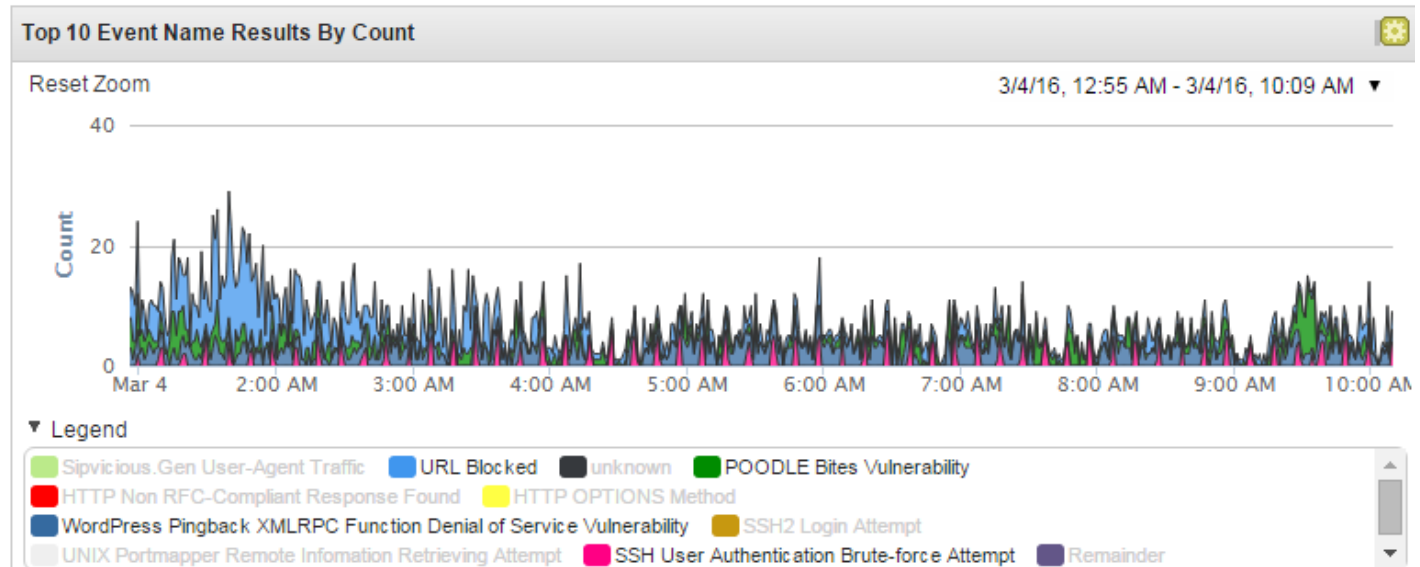 Top 10 Event Name Results By Count
Reset Zoom 3/4/16, 12:55 AM - 3/4/16, 10:09 AM ▼
40
20
0
Count
Mar 4 2:00 AM 3:00 AM 4:00 AM 5:00 AM 6:00 AM 7:00 AM 8:00 AM 9:00 AM 10:00 AM
▼ Legend
Sipvicious.Gen User-Agent Traffic URL Blocked unknown POODLE Bites Vulnerability
HTTP Non RFC-Compliant Response Found HTTP OPTIONS Method
WordPress Pingback XMLRPC Function Denial of Service Vulnerability SSH2 Login Attempt
UNIX Portmapper Remote Infomation Retrieving Attempt SSH User Authentication Brute-force Attempt Remainder